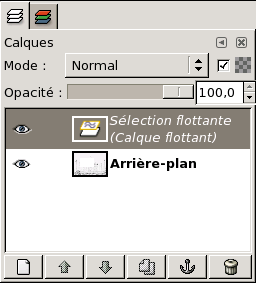 Calques
Mode :
Normal
Opacité :
100,0
Sélection flottante
(Calque flottant)
Arrière-plan